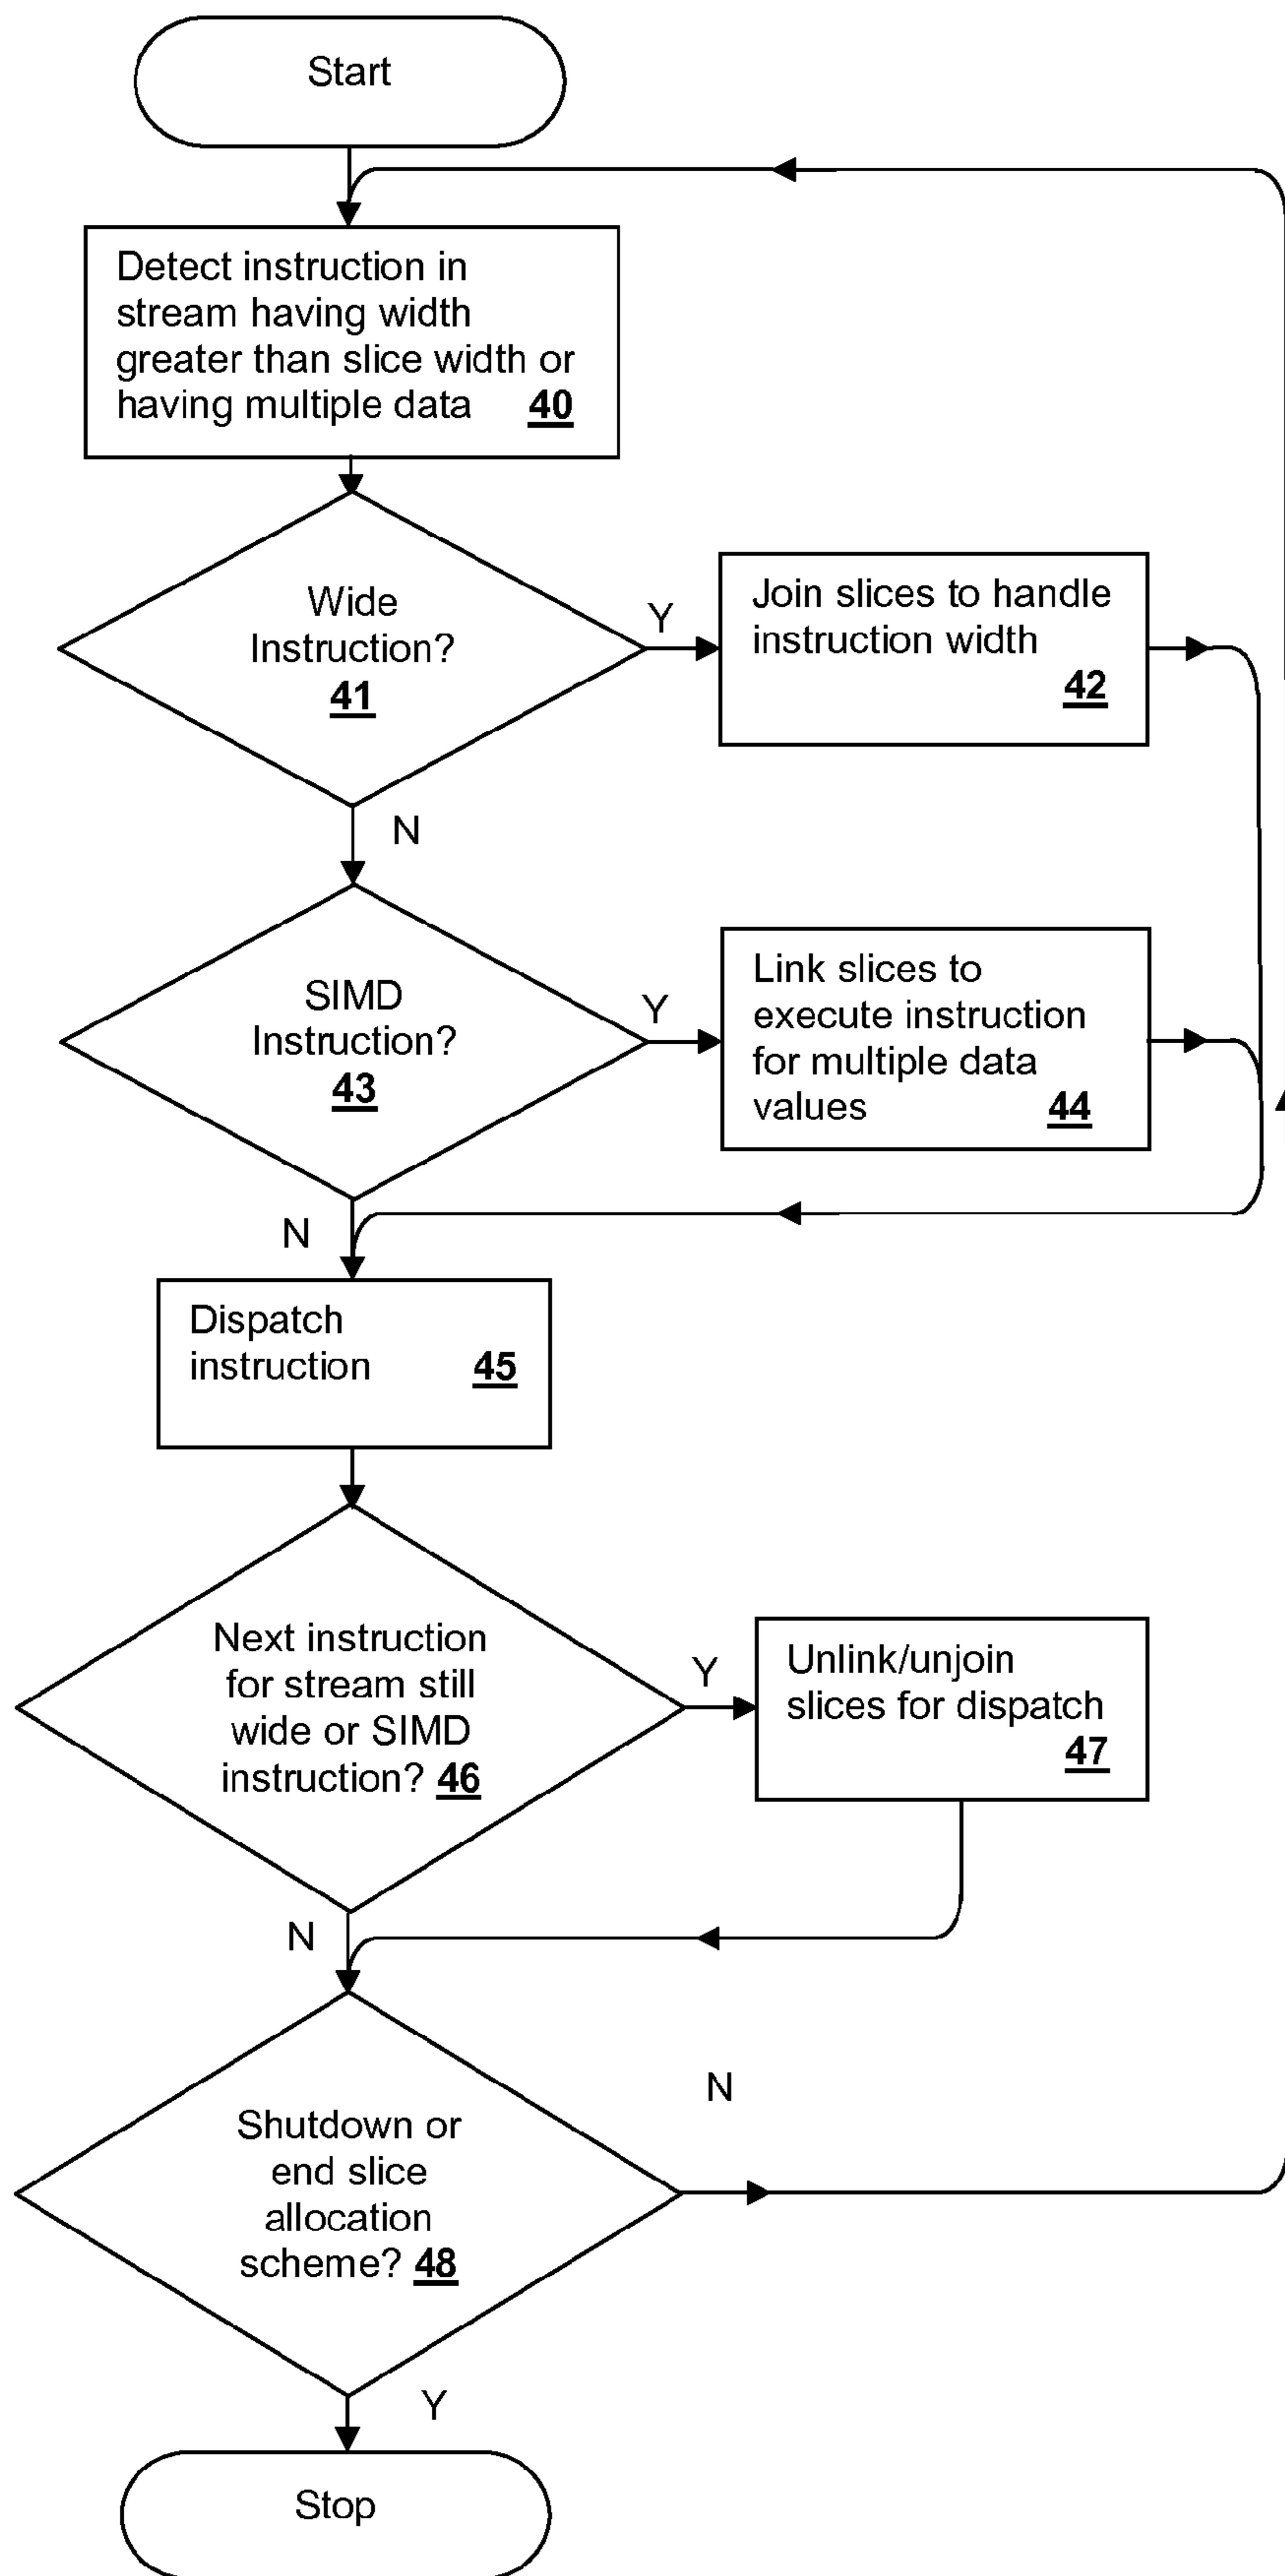 Start
Detect instruction in
stream having width
greater than slice width or
having multiple data 40
Wide
Instruction?
41
Y
Join slices to handle
instruction width
42
N
SIMD
Instruction?
43
Y
Link slices to
execute instruction
for multiple data
values 44
N
Dispatch
instruction 45
Next instruction
for stream still
wide or SIMD
instruction? 46
Y
Unlink/unjoin
slices for dispatch
47
N
Shutdown or
end slice
allocation
scheme? 48
N
Y
Stop